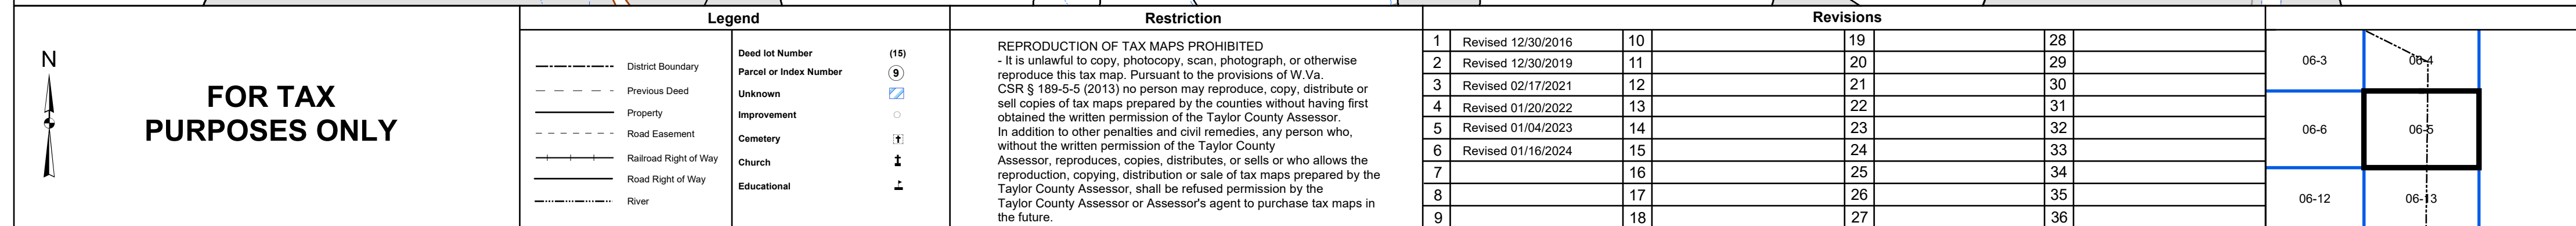 N
FOR TAX
PURPOSES ONLY
Legend
District Boundary
Previous Deed
Property
Road Easement
Railroad Right of Way
Road Right of Way
River
Deed lot Number (15)
Parcel or Index Number 9
Unknown
Improvement
Cemetery
Church
Educational
Restriction
REPRODUCTION OF TAX MAPS PROHIBITED
- It is unlawful to copy, photocopy, scan, photograph, or otherwise
reproduce this tax map. Pursuant to the provisions of W.Va.
CSR § 189-5-5 (2013) no person may reproduce, copy, distribute or
sell copies of tax maps prepared by the counties without having first
obtained the written permission of the Taylor County Assessor.
In addition to other penalties and civil remedies, any person who,
without the written permission of the Taylor County
Assessor, reproduces, copies, distributes, or sells or who allows the
reproduction, copying, distribution or sale of tax maps prepared by the
Taylor County Assessor, shall be refused permission by the
Taylor County Assessor or Assessor's agent to purchase tax maps in
the future.
Revisions
1 Revised 12/30/2016 10 19 28
2 Revised 12/30/2019 11 20 29
3 Revised 02/17/2021 12 21 30
4 Revised 01/20/2022 13 22 31
5 Revised 01/04/2023 14 23 32
6 Revised 01/16/2024 15 24 33
7 16 25 34
8 17 26 35
9 18 27 36
06-3 06-4
06-6 06-5
06-12 06-13